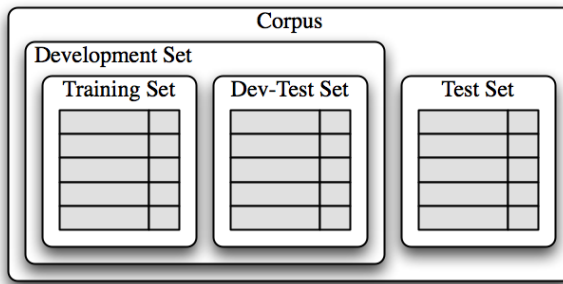 Corpus
Development Set
Training Set
Dev-Test Set
Test Set